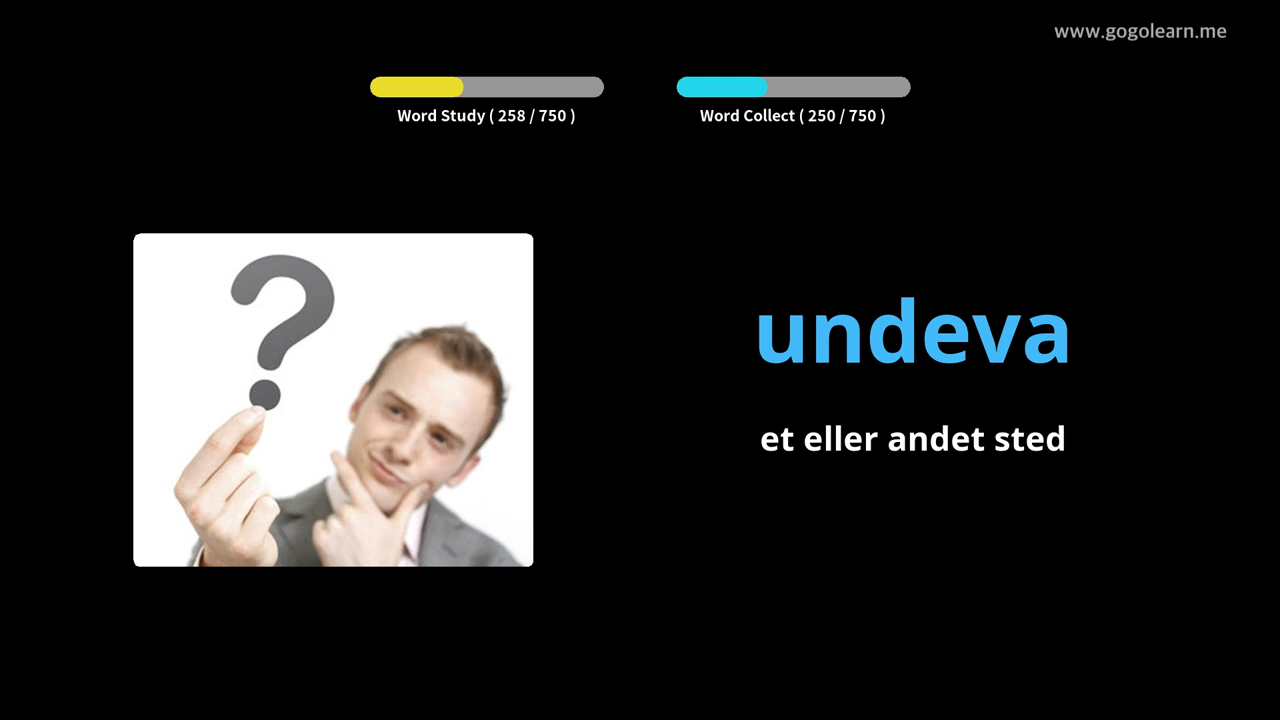 www.gogolearn.me
Word Study ( 258 / 750 )
Word Collect ( 250 / 750 )
undeva
et eller andet sted